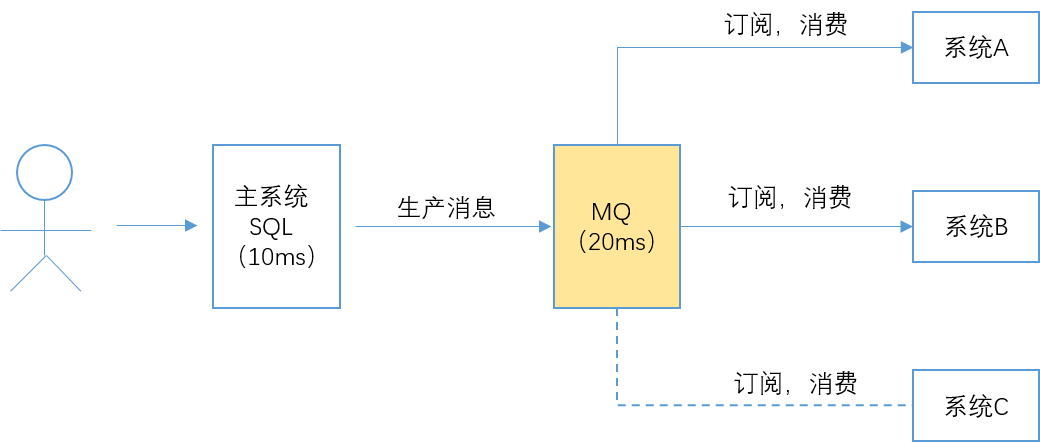 订阅，消费
系统A
主系统
SQL
（10ms）
生产消息
MQ
（20ms）
订阅，消费
系统B
订阅，消费
系统C